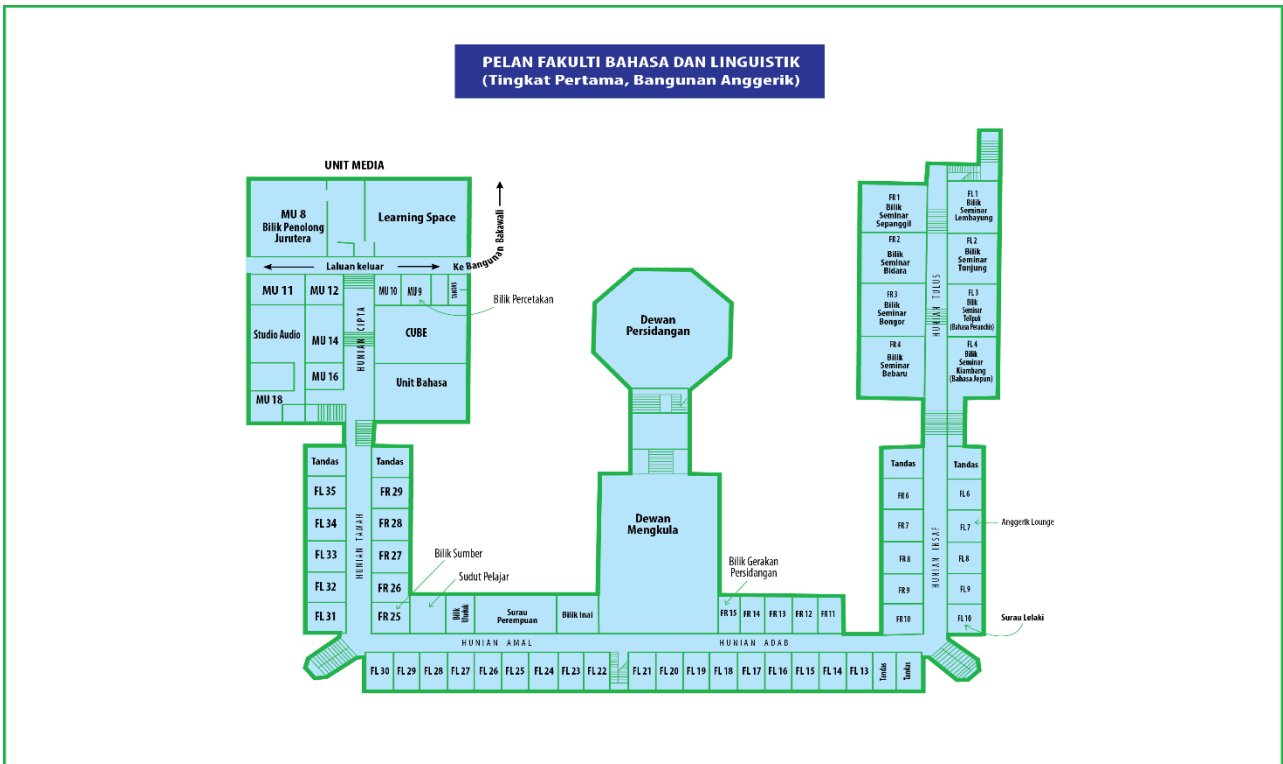 PELAN FAKULTI BAHASA DAN LINGUISTIK
(Tingkat Pertama, Bangunan Anggerik)
UNIT MEDIA
MU 8
Bilik Penolong
Jurutera
Learning Space
Laluan keluar
Ke Bangunan Bakawali
MU 11
MU 12
MU 10
MU 9
TANDAS
Bilik Percetakan
Studio Audio
MU 14
HUNIAN CIPTA
CUBE
MU 16
Unit Bahasa
MU 18
Tandas
Tandas
FL 35
FR 29
FL 34
FR 28
FL 33
FR 27
FL 32
FR 26
FL 31
FR 25
HUNIAN TAMAH
Bilik Sumber
Sudut Pelajar
Bilik
Surau
Perempuan
Bilik Inai
Dewan
Persidangan
Dewan
Mengkula
Bilik Gerakan
Persidangan
FR 15
FR 14
FR 13
FR 12
FR 11
HUNIAN AMAL
HUNIAN ADAB
FL 30
FL 29
FL 28
FL 27
FL 26
FL 25
FL 24
FL 23
FL 22
FL 21
FL 20
FL 19
FL 18
FL 17
FL 16
FL 15
FL 14
FL 13
Tandas
Tandas
FR 1
Bilik
Seminar
Sepanggil
FL 1
Bilik
Seminar
Lembayung
FR 2
Bilik
Seminar
Bidara
FL 2
Bilik
Seminar
Tunjung
FR 3
Bilik
Seminar
Bongor
FL 3
Bilik
Seminar
Telipuk
(Bahasa Peranchis)
FR 4
Bilik
Seminar
Bebaru
FL 4
Bilik
Seminar
Kiambang
(Bahasa Jepun)
HUNIAN TULUS
Tandas
Tandas
FR 6
FL 6
FR 7
FL 7
Anggerik Lounge
FR 8
FL 8
FR 9
FL 9
FR 10
FL 10
Surau Lelaki
HUNIAN INSAF